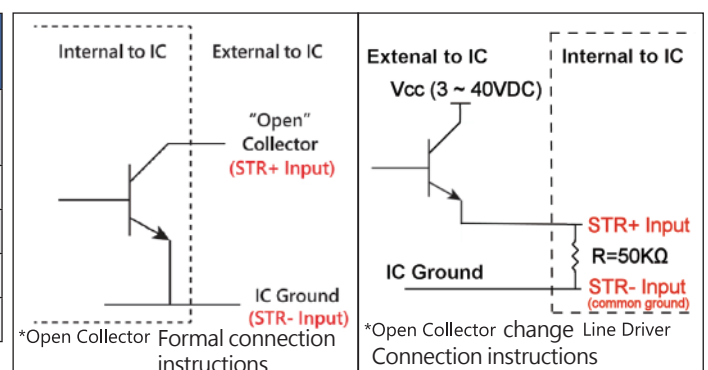 Internal to IC
External to IC
"Open"
Collector
(STR+ Input)
IC Ground
(STR- Input)
*Open Collector Formal connection
instructions
Extenal to IC
Internal to IC
Vcc (3 ~ 40VDC)
STR+ Input
R=50KΩ
IC Ground
STR- Input
(common ground)
*Open Collector change Line Driver
Connection instructions